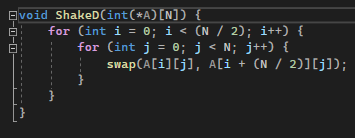 void ShakeD(int(*A)[N]) {
    for (int i = 0; i < (N / 2); i++) {
        for (int j = 0; j < N; j++) {
            swap(A[i][j], A[i + (N / 2)][j]);
        }
    }
}